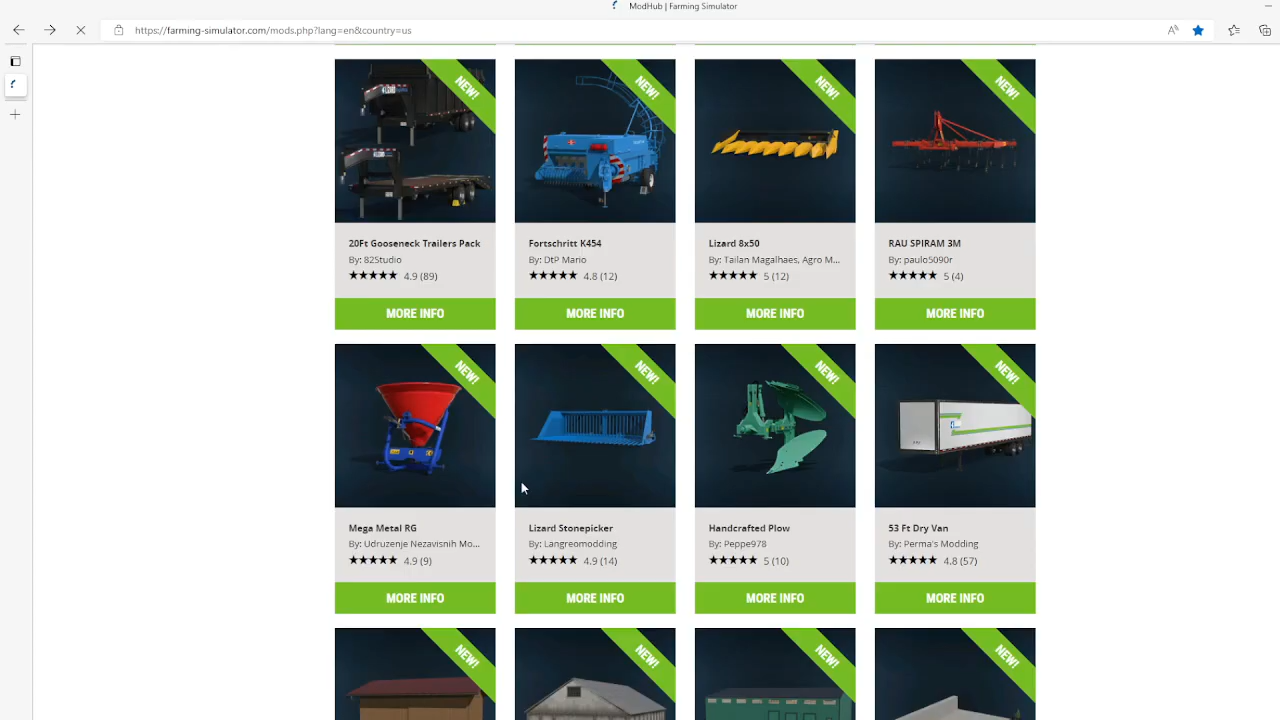 ModHub | Farming Simulator
https://farming-simulator.com/mods.php?lang=en&country=us
NEW! NEW! NEW! NEW!
20Ft Gooseneck Trailers Pack
By: 82Studio
★★★★★ 4.9 (89)
MORE INFO
Fortschritt K454
By: DtP Mario
★★★★★ 4.8 (12)
MORE INFO
Lizard 8x50
By: Tailan Magalhaes, Agro M...
★★★★★ 5 (12)
MORE INFO
RAU SPIRAM 3M
By: paulo5090r
★★★★★ 5 (4)
MORE INFO
NEW! NEW! NEW! NEW!
Mega Metal RG
By: Udruzenje Nezavisnih Mo...
★★★★★ 4.9 (9)
MORE INFO
Lizard Stonepicker
By: Langreomodding
★★★★★ 4.9 (14)
MORE INFO
Handcrafted Plow
By: Peppe978
★★★★★ 5 (10)
MORE INFO
53 Ft Dry Van
By: Perma's Modding
★★★★★ 4.8 (57)
MORE INFO
NEW! NEW! NEW! NEW!